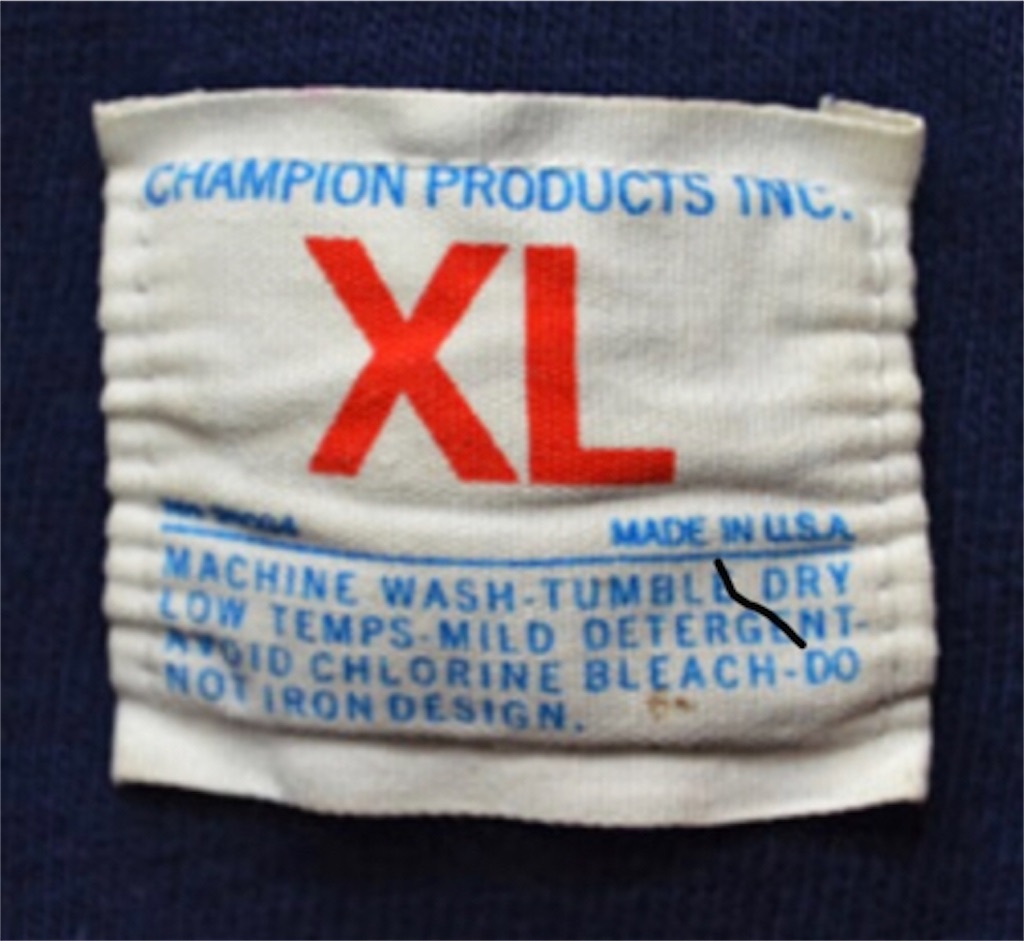 CHAMPION PRODUCTS INC.
XL
MADE IN U.S.A.
MACHINE WASH-TUMBLE DRY
LOW TEMPS-MILD DETERGENT-
AVOID CHLORINE BLEACH-DO
NOT IRON DESIGN.